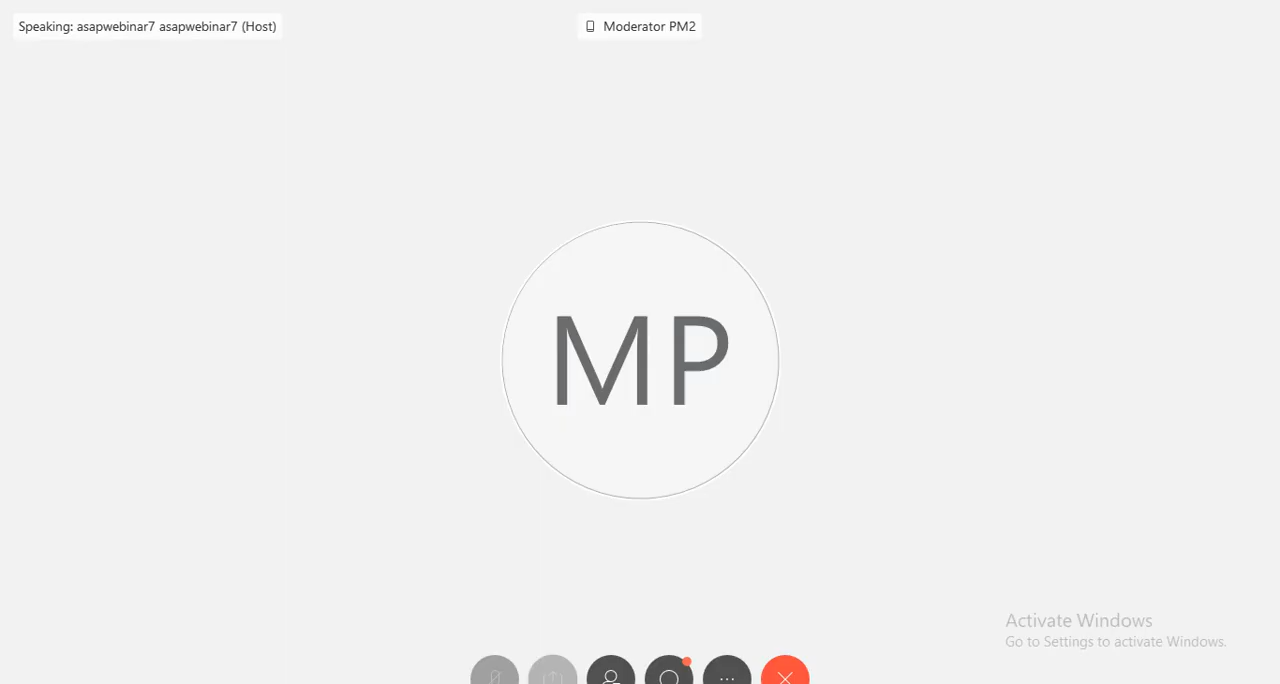 Speaking: asapwebinar7 asapwebinar7 (Host)
Moderator PM2
MP
Activate Windows
Go to Settings to activate Windows.